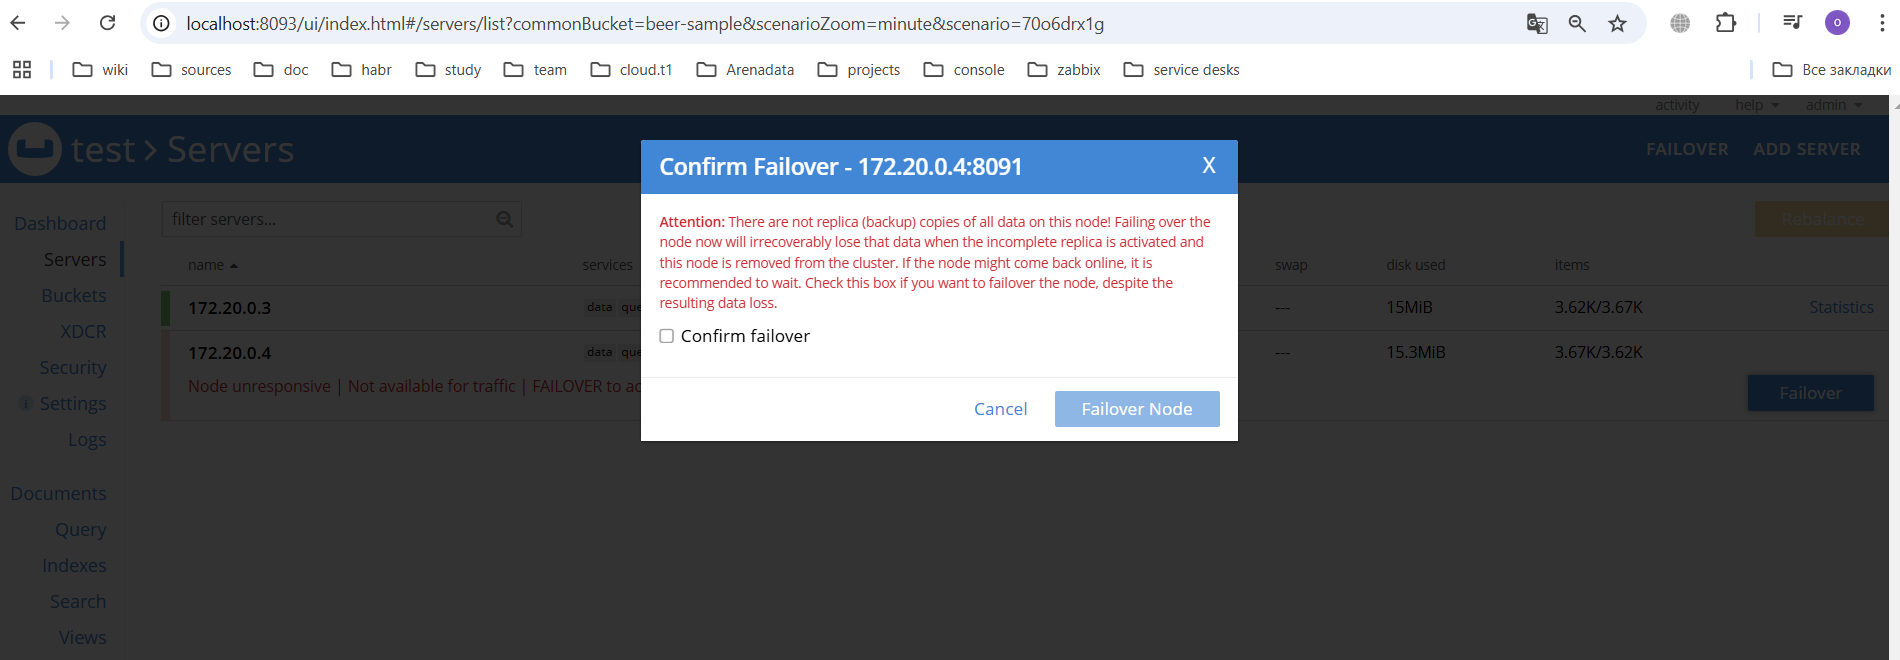 localhost:8093/ui/index.html#/servers/list?commonBucket=beer-sample&scenarioZoom=minute&scenario=70o6drx1g
O
wiki sources doc habr study team cloud.t1 Arenadata projects console zabbix service desks Все закладки
activity help admin
test > Servers
FAILOVER ADD SERVER
Dashboard
Servers
Buckets
XDCR
Security
Settings
Logs
Documents
Query
Indexes
Search
Views
filter servers...
Rebalance
name services swap disk used items
172.20.0.3 data --- 15MiB 3.62K/3.67K Statistics
172.20.0.4 data --- 15.3MiB 3.67K/3.62K
Node unresponsive | Not available for traffic | FAILOVER to
Failover
Confirm Failover - 172.20.0.4:8091 X
Attention: There are not replica (backup) copies of all data on this node! Failing over the
node now will irrecoverably lose that data when the incomplete replica is activated and
this node is removed from the cluster. If the node might come back online, it is
recommended to wait. Check this box if you want to failover the node, despite the
resulting data loss.
Confirm failover
Cancel Failover Node